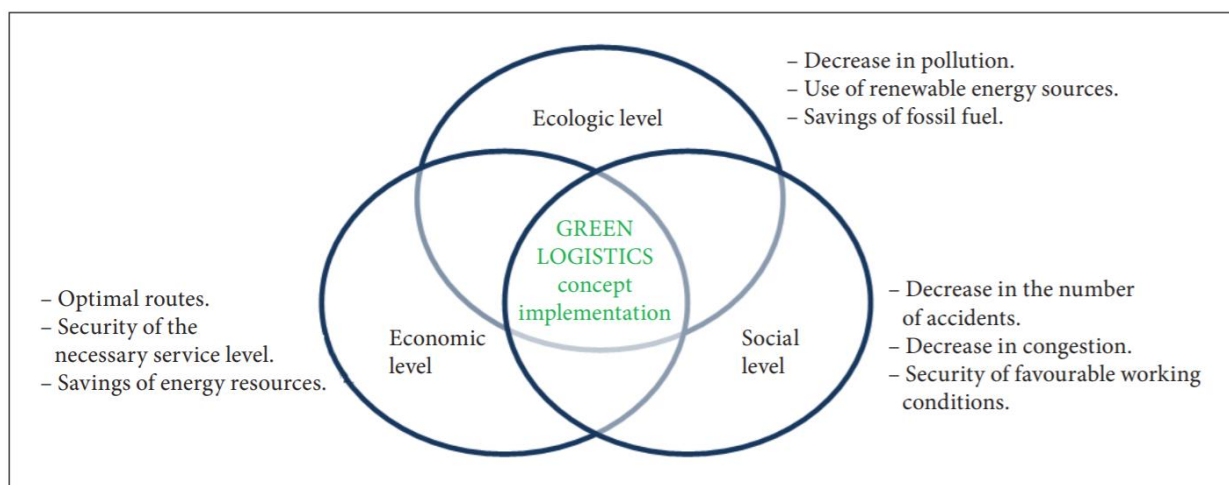 – Decrease in pollution.
– Use of renewable energy sources.
– Savings of fossil fuel.
Ecologic level
GREEN
LOGISTICS
concept
implementation
– Optimal routes.
– Security of the
necessary service level.
– Savings of energy resources.
Economic
level
Social
level
– Decrease in the number
of accidents.
– Decrease in congestion.
– Security of favourable working
conditions.